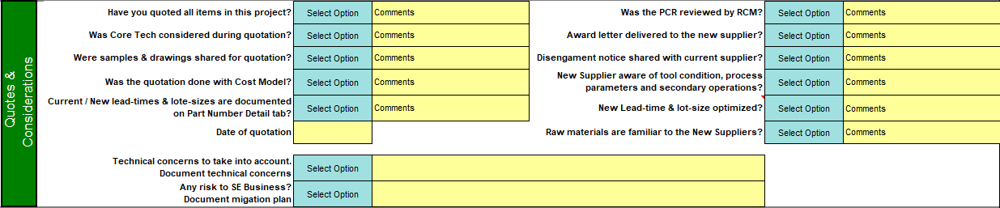 Quotes &
Considerations
Have you quoted all items in this project? Select Option Comments
Was Core Tech considered during quotation? Select Option Comments
Were samples & drawings shared for quotation? Select Option Comments
Was the quotation done with Cost Model? Select Option Comments
Current / New lead-times & lote-sizes are documented
on Part Number Detail tab? Select Option Comments
Date of quotation
Was the PCR reviewed by RCM? Select Option Comments
Award letter delivered to the new supplier? Select Option Comments
Disengament notice shared with current supplier? Select Option Comments
New Supplier aware of tool condition, process
parameters and secondary operations? Select Option Comments
New Lead-time & lot-size optimized? Select Option Comments
Raw materials are familiar to the New Suppliers? Select Option Comments
Technical concerns to take into account.
Document technical concerns Select Option
Any risk to SE Business?
Document migation plan Select Option